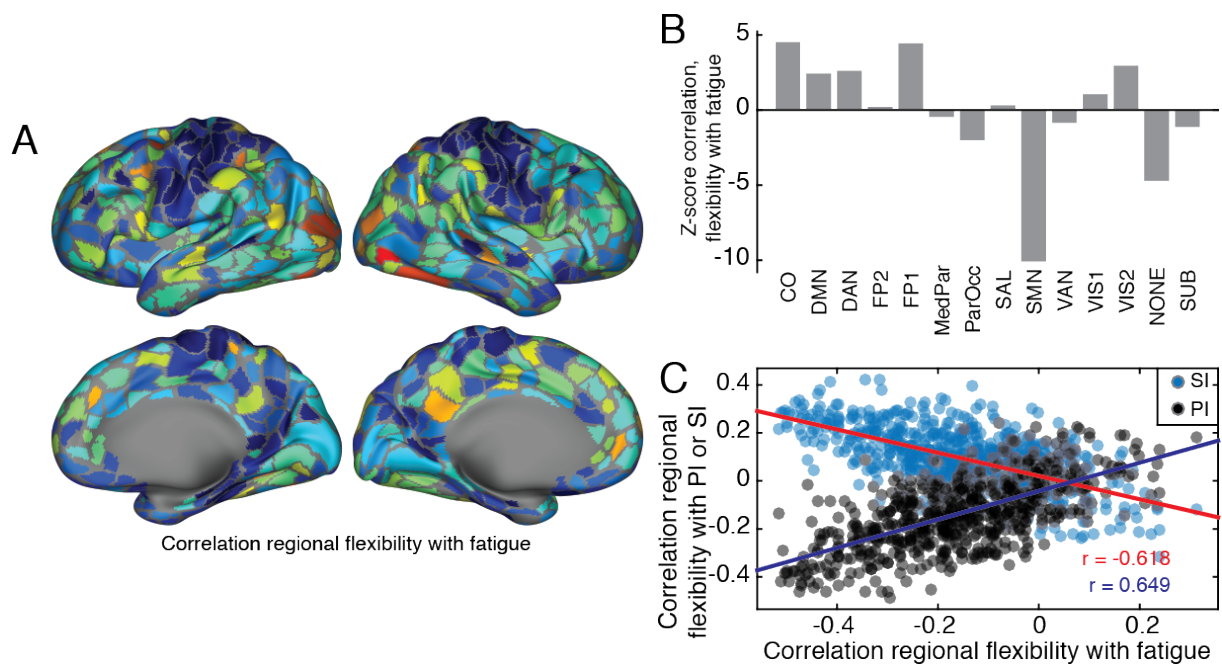 A
Correlation regional flexibility with fatigue
B
Z-score correlation,
flexibility with fatigue
5
0
-5
-10
CO
DMN
DAN
FP2
FP1
MedPar
ParOcc
SAL
SMN
VAN
VIS1
VIS2
NONE
SUB
C
Correlation regional
flexibility with PI or SI
0.4
0.2
0
-0.2
-0.4
SI
PI
r = -0.618
r = 0.649
-0.4
-0.2
0
0.2
Correlation regional flexibility with fatigue